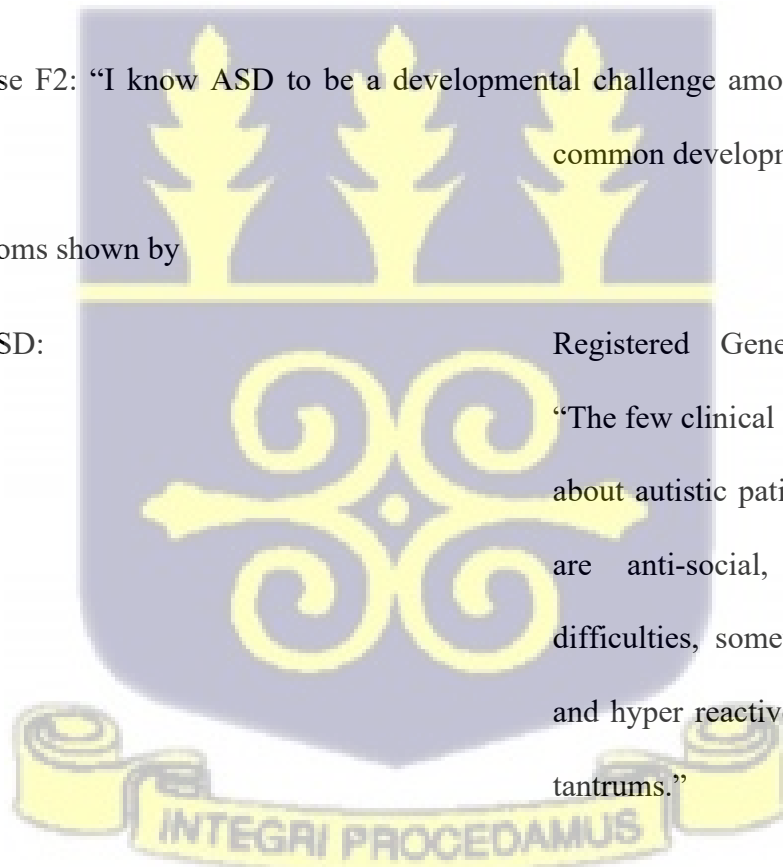 se F2: “I know ASD to be a developmental challenge amo
common developr
oms shown by
SD:
Registered Gene
“The few clinical
about autistic pati
are anti-social,
difficulties, some
and hyper reactiv
tantrums.”
INTEGRI PROCEDAMUS